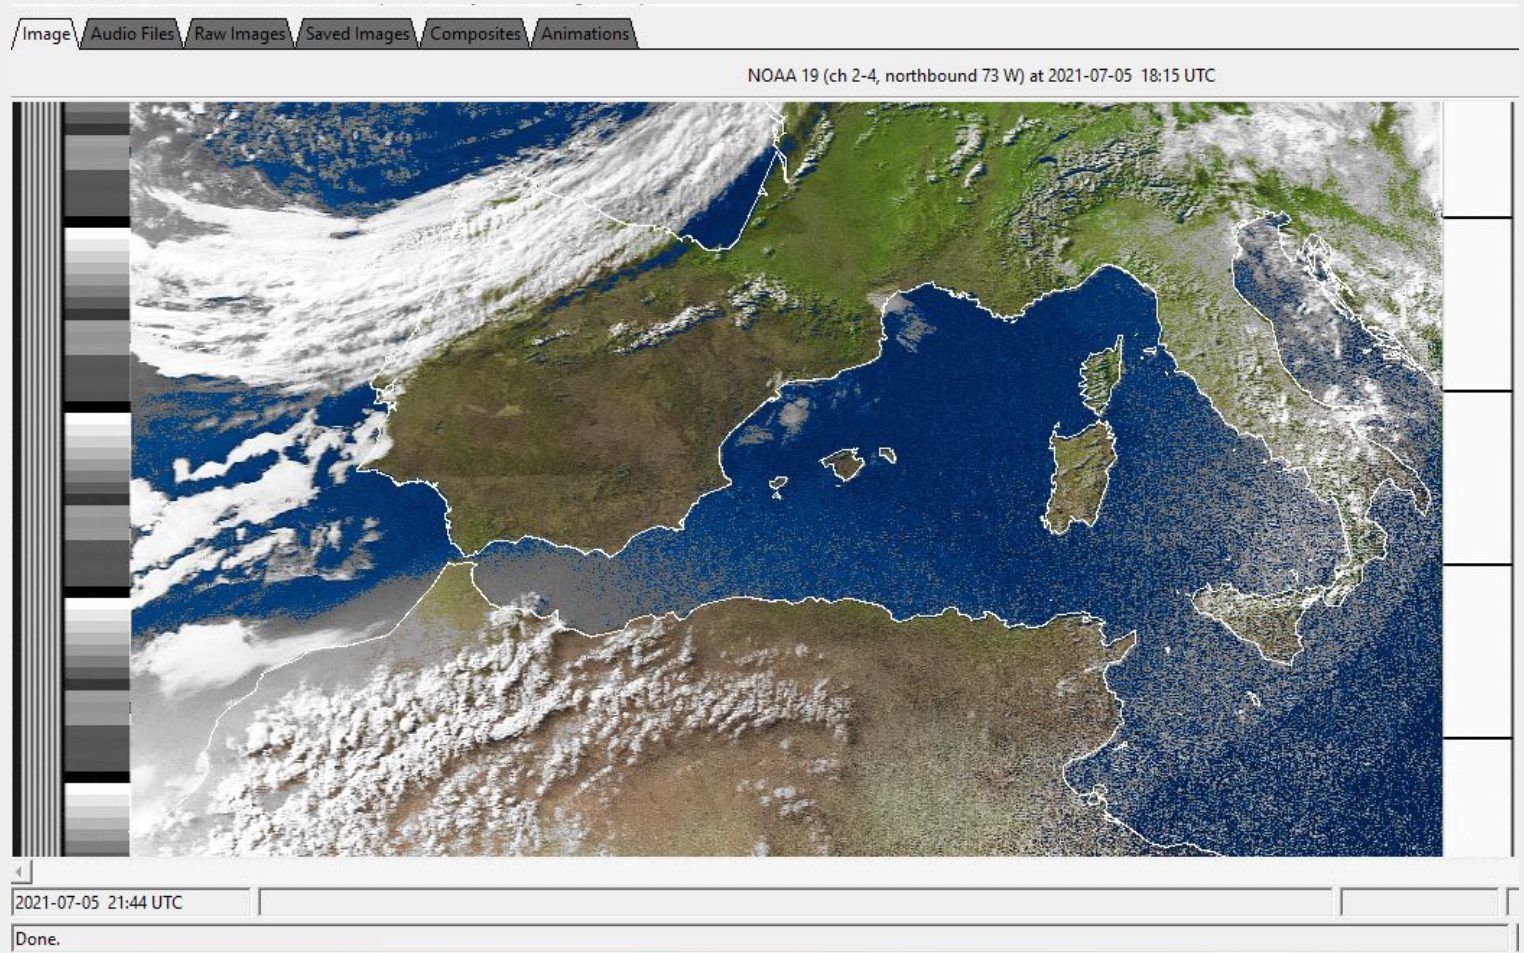 Image Audio Files Raw Images Saved Images Composites Animations
NOAA 19 (ch 2-4, northbound 73 W) at 2021-07-05 18:15 UTC
2021-07-05 21:44 UTC
Done.